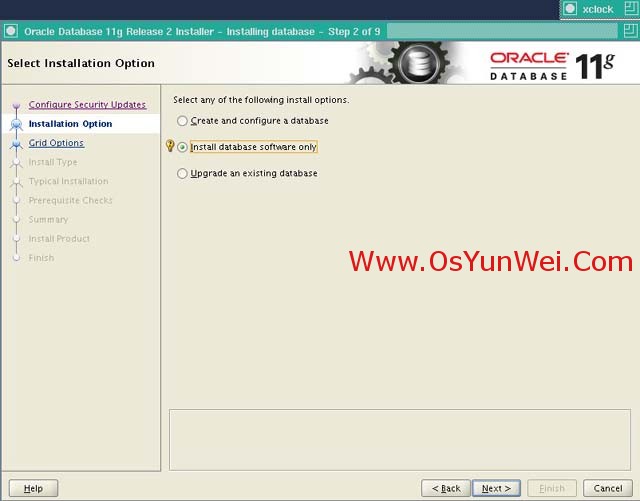 xclock
Oracle Database 11g Release 2 Installer - Installing database - Step 2 of 9
Select Installation Option
ORACLE
DATABASE 11g
Configure Security Updates
Installation Option
Grid Options
Install Type
Typical Installation
Prerequisite Checks
Summary
Install Product
Finish
Select any of the following install options.
Create and configure a database
Install database software only
Upgrade an existing database
Www.OsYunWei.Com
Help
< Back
Next >
Finish
Cancel